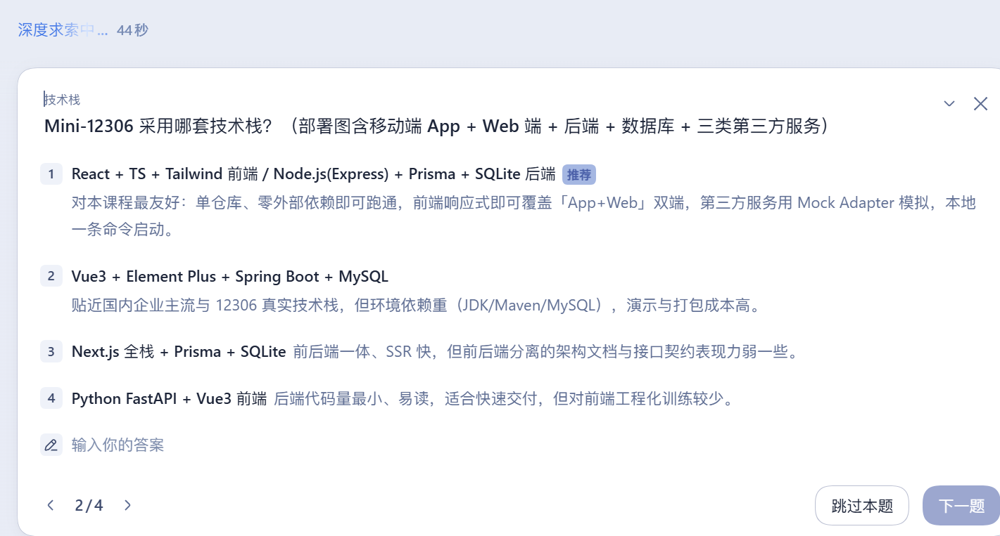 深度求索中... 44秒
技术栈
Mini-12306 采用哪套技术栈？（部署图含移动端 App + Web 端 + 后端 + 数据库 + 三类第三方服务）
1 React + TS + Tailwind 前端 / Node.js(Express) + Prisma + SQLite 后端 推荐
对本课程最友好：单仓库、零外部依赖即可跑通，前端响应式即可覆盖「App+Web」双端，第三方服务用 Mock Adapter 模拟，本地
一条命令启动。
2 Vue3 + Element Plus + Spring Boot + MySQL
贴近国内企业主流与 12306 真实技术栈，但环境依赖重（JDK/Maven/MySQL），演示与打包成本高。
3 Next.js 全栈 + Prisma + SQLite 前后端一体、SSR 快，但前后端分离的架构文档与接口契约表现力弱一些。
4 Python FastAPI + Vue3 前端 后端代码量最小、易读，适合快速交付，但对前端工程化训练较少。
输入你的答案
2/4
跳过本题
下一题